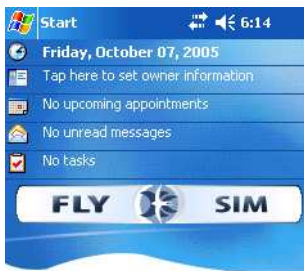 Start 6:14
Friday, October 07, 2005
Tap here to set owner information
No upcoming appointments
No unread messages
No tasks
FLY SIM